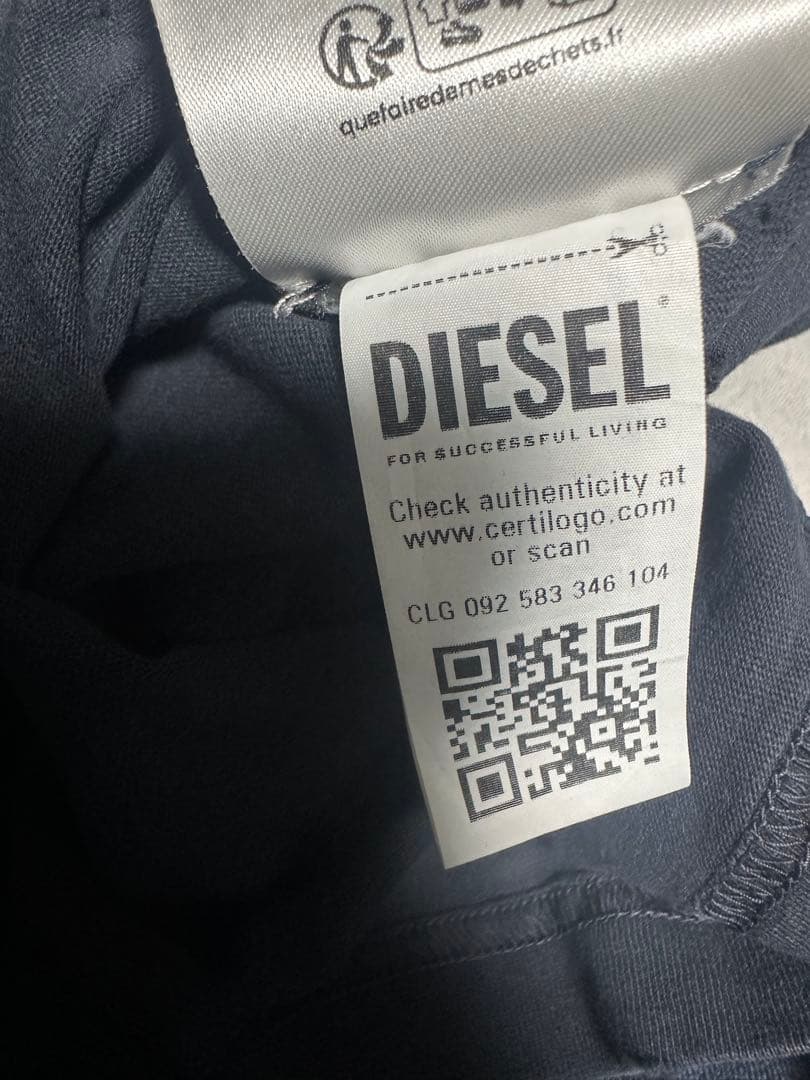 quefairedemesdechets.fr
DIESEL®
FOR SUCCESSFUL LIVING
Check authenticity at
www.certilogo.com
or scan
CLG 092 583 346 104